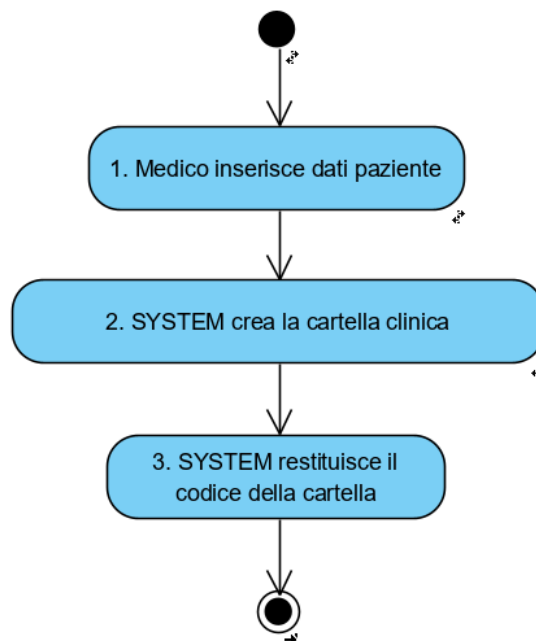 1. Medico inserisce dati paziente
2. SYSTEM crea la cartella clinica
3. SYSTEM restituisce il
codice della cartella